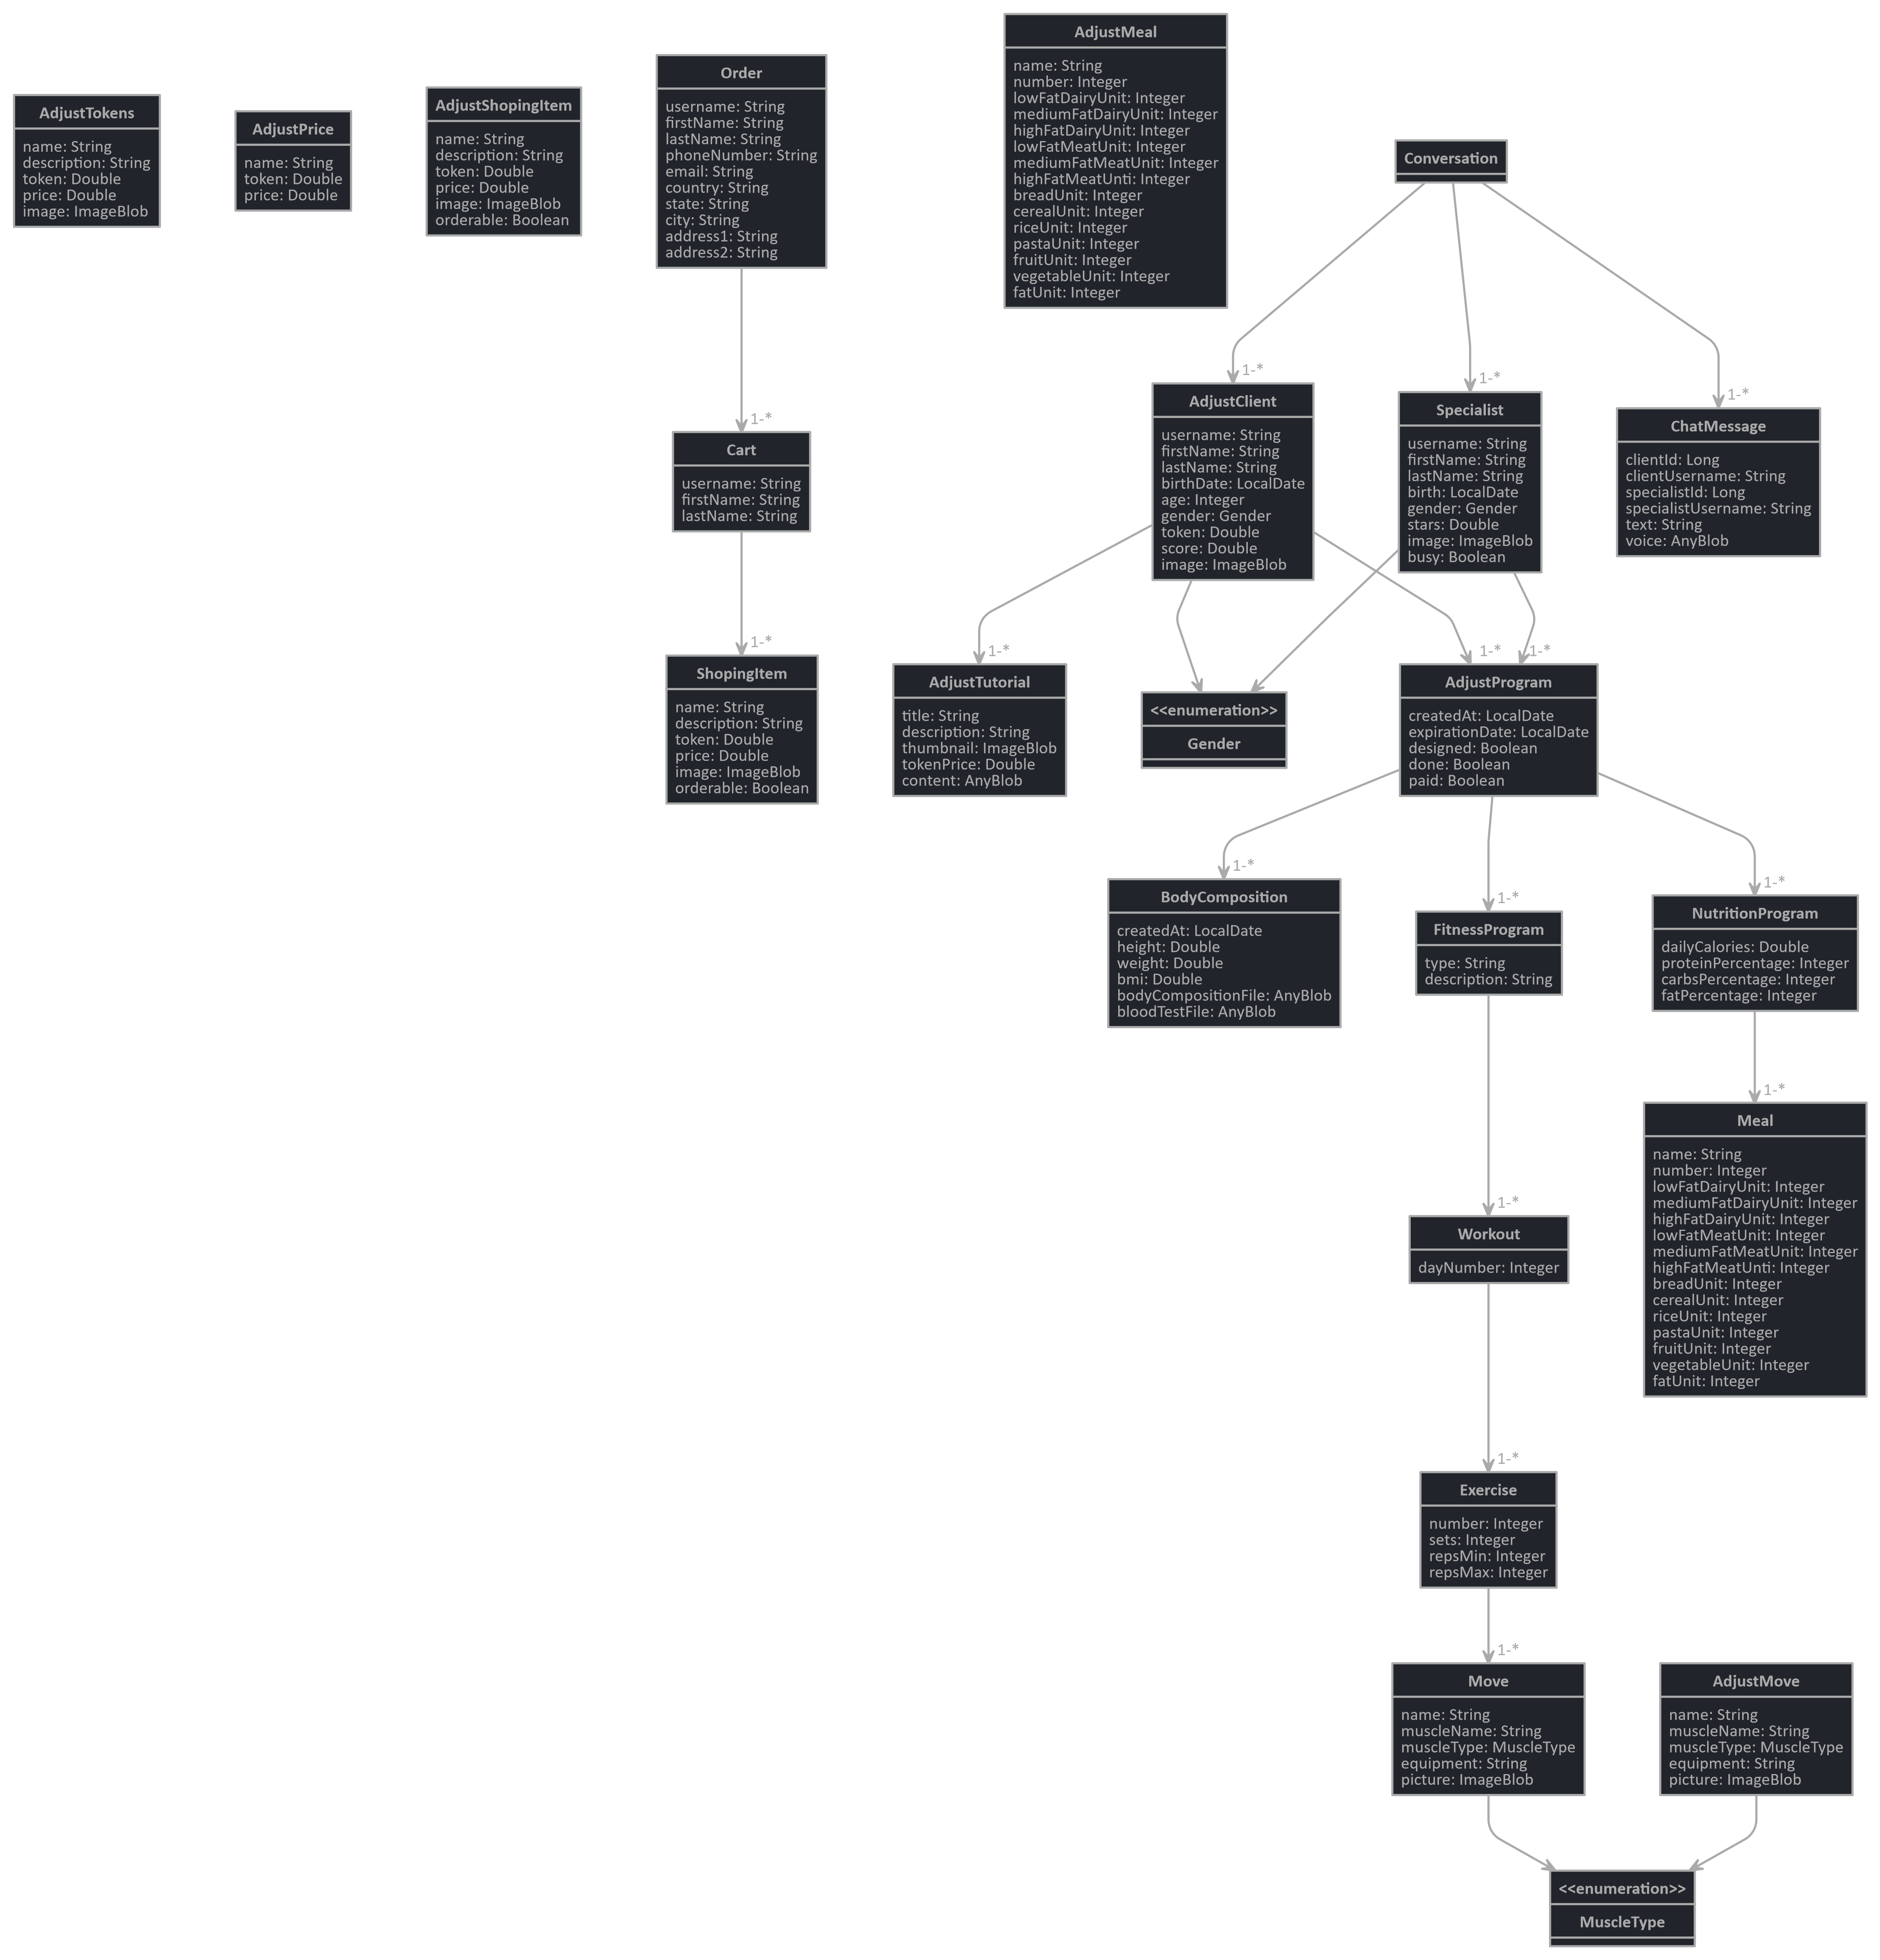 AdjustTokens
name: String
description: String
token: Double
price: Double
image: ImageBlob
AdjustPrice
name: String
token: Double
price: Double
AdjustShopingItem
name: String
description: String
token: Double
price: Double
image: ImageBlob
orderable: Boolean
Order
username: String
firstName: String
lastName: String
phoneNumber: String
email: String
country: String
state: String
city: String
address1: String
address2: String
1-*
Cart
username: String
firstName: String
lastName: String
1-*
ShopingItem
name: String
description: String
token: Double
price: Double
image: ImageBlob
orderable: Boolean
AdjustMeal
name: String
number: Integer
lowFatDairyUnit: Integer
mediumFatDairyUnit: Integer
highFatDairyUnit: Integer
lowFatMeatUnit: Integer
mediumFatMeatUnit: Integer
highFatMeatUnti: Integer
breadUnit: Integer
cerealUnit: Integer
riceUnit: Integer
pastaUnit: Integer
fruitUnit: Integer
vegetableUnit: Integer
fatUnit: Integer
Conversation
1-*
1-*
1-*
AdjustClient
username: String
firstName: String
lastName: String
birthDate: LocalDate
age: Integer
gender: Gender
token: Double
score: Double
image: ImageBlob
Specialist
username: String
firstName: String
lastName: String
birth: LocalDate
gender: Gender
stars: Double
image: ImageBlob
busy: Boolean
ChatMessage
clientId: Long
clientUsername: String
specialistId: Long
specialistUsername: String
text: String
voice: AnyBlob
1-*
1-*
1-*
AdjustTutorial
title: String
description: String
thumbnail: ImageBlob
tokenPrice: Double
content: AnyBlob
<<enumeration>>
Gender
AdjustProgram
createdAt: LocalDate
expirationDate: LocalDate
designed: Boolean
done: Boolean
paid: Boolean
1-*
1-*
1-*
BodyComposition
createdAt: LocalDate
height: Double
weight: Double
bmi: Double
bodyCompositionFile: AnyBlob
bloodTestFile: AnyBlob
FitnessProgram
type: String
description: String
NutritionProgram
dailyCalories: Double
proteinPercentage: Integer
carbsPercentage: Integer
fatPercentage: Integer
1-*
Meal
name: String
number: Integer
lowFatDairyUnit: Integer
mediumFatDairyUnit: Integer
highFatDairyUnit: Integer
lowFatMeatUnit: Integer
mediumFatMeatUnit: Integer
highFatMeatUnti: Integer
breadUnit: Integer
cerealUnit: Integer
riceUnit: Integer
pastaUnit: Integer
fruitUnit: Integer
vegetableUnit: Integer
fatUnit: Integer
1-*
Workout
dayNumber: Integer
1-*
Exercise
number: Integer
sets: Integer
repsMin: Integer
repsMax: Integer
1-*
Move
name: String
muscleName: String
muscleType: MuscleType
equipment: String
picture: ImageBlob
AdjustMove
name: String
muscleName: String
muscleType: MuscleType
equipment: String
picture: ImageBlob
<<enumeration>>
MuscleType